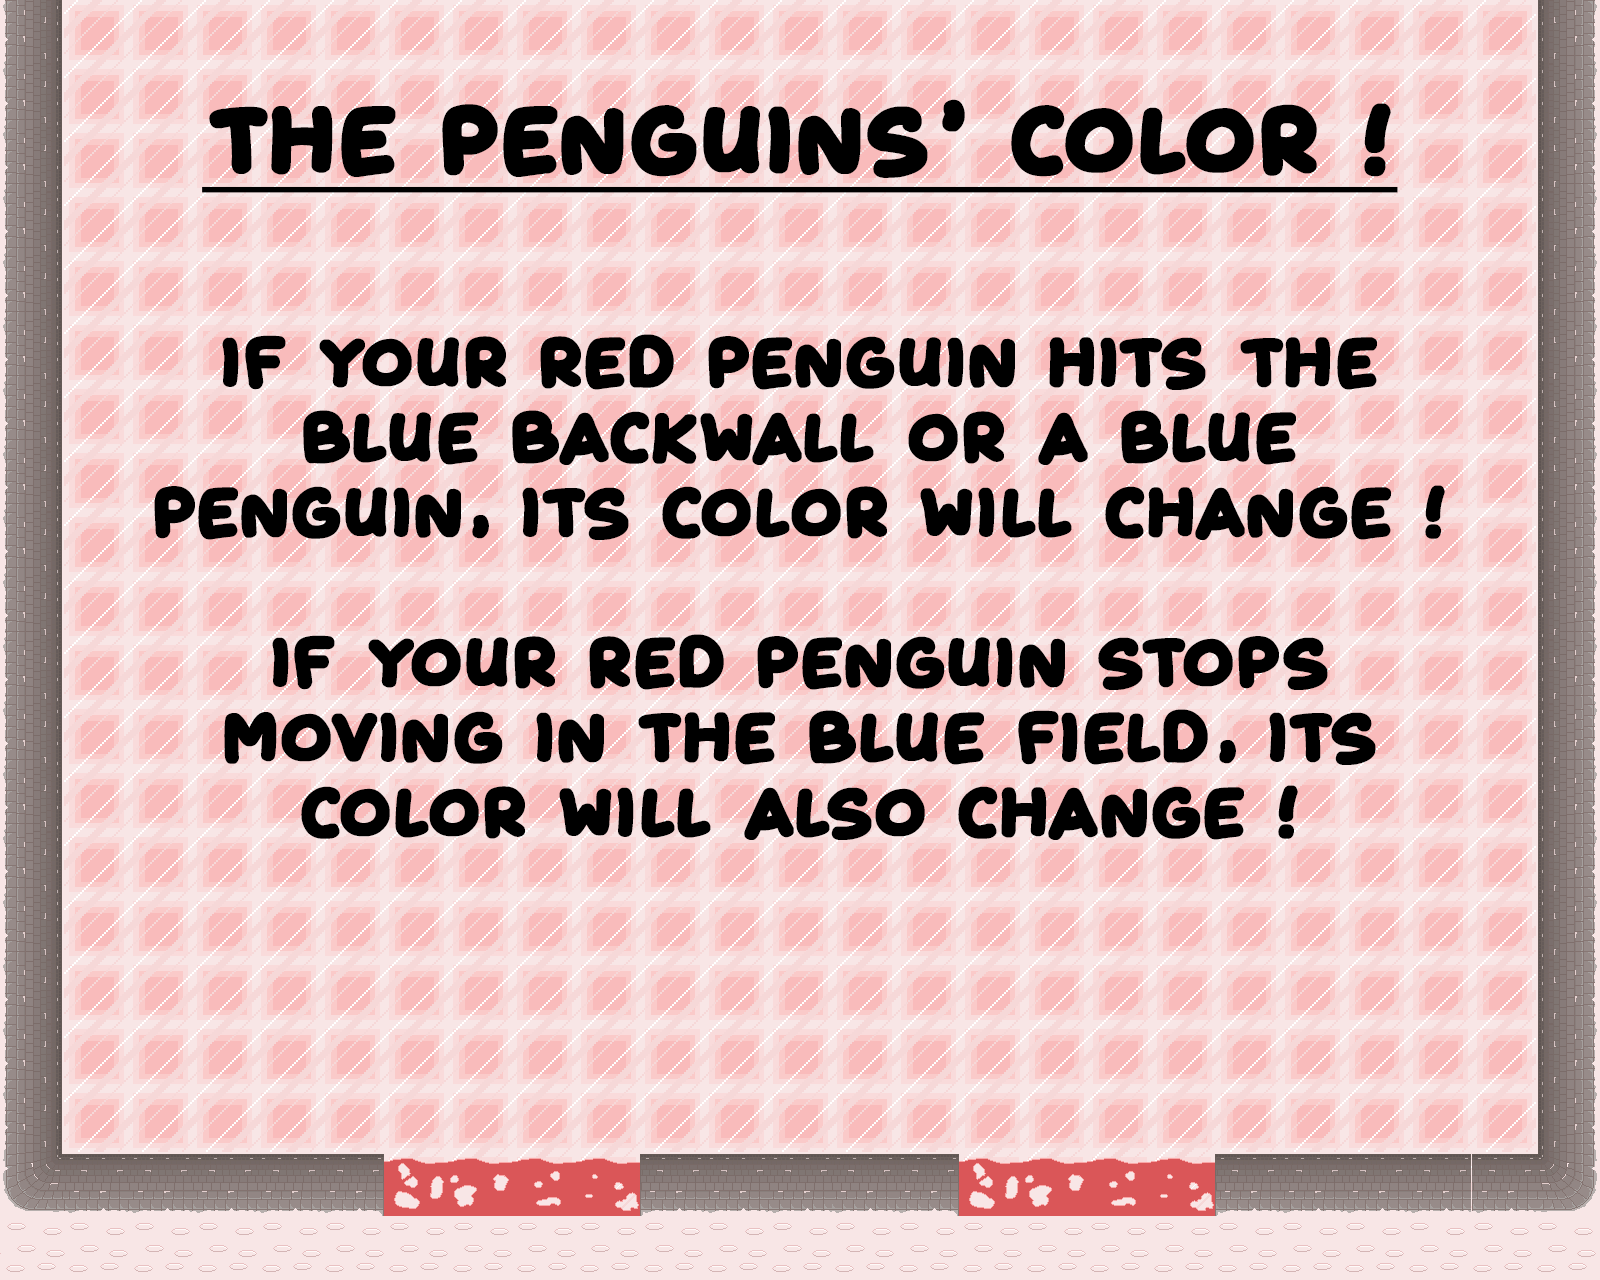 THE PENGUINS' COLOR !
IF YOUR RED PENGUIN HITS THE
BLUE BACKWALL OR A BLUE
PENGUIN, ITS COLOR WILL CHANGE !
IF YOUR RED PENGUIN STOPS
MOVING IN THE BLUE FIELD, ITS
COLOR WILL ALSO CHANGE !